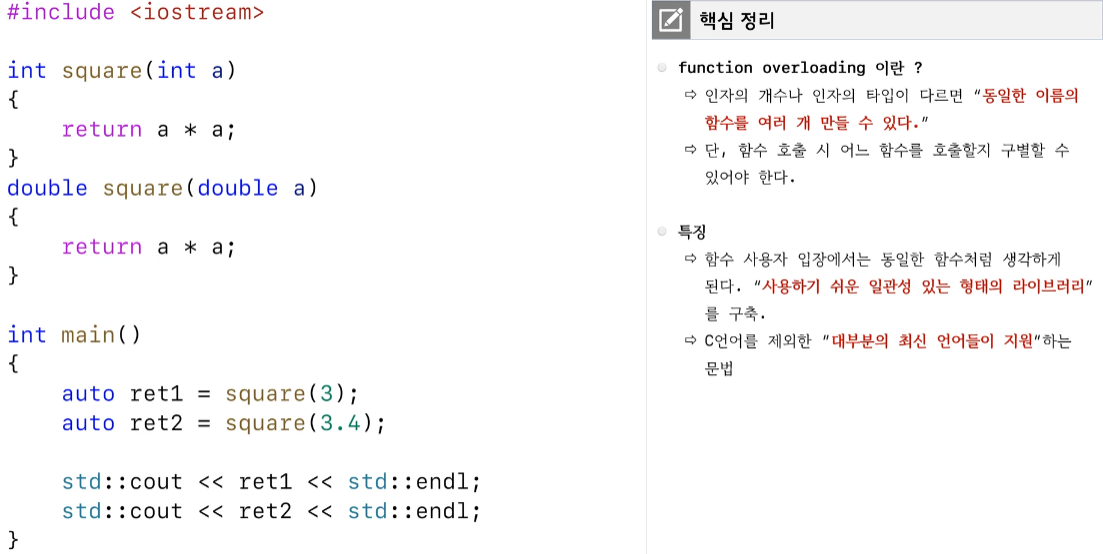 #include <iostream>

int square(int a)
{
    return a * a;
}
double square(double a)
{
    return a * a;
}

int main()
{
    auto ret1 = square(3);
    auto ret2 = square(3.4);

    std::cout << ret1 << std::endl;
    std::cout << ret2 << std::endl;
}
핵심 정리
function overloading 이란 ?
⇨ 인자의 개수나 인자의 타입이 다르면 “동일한 이름의
함수를 여러 개 만들 수 있다.”
⇨ 단, 함수 호출 시 어느 함수를 호출할지 구별할 수
있어야 한다.
특징
⇨ 함수 사용자 입장에서는 동일한 함수처럼 생각하게
된다. “사용하기 쉬운 일관성 있는 형태의 라이브러리”
를 구축.
⇨ C언어를 제외한 “대부분의 최신 언어들이 지원”하는
문법